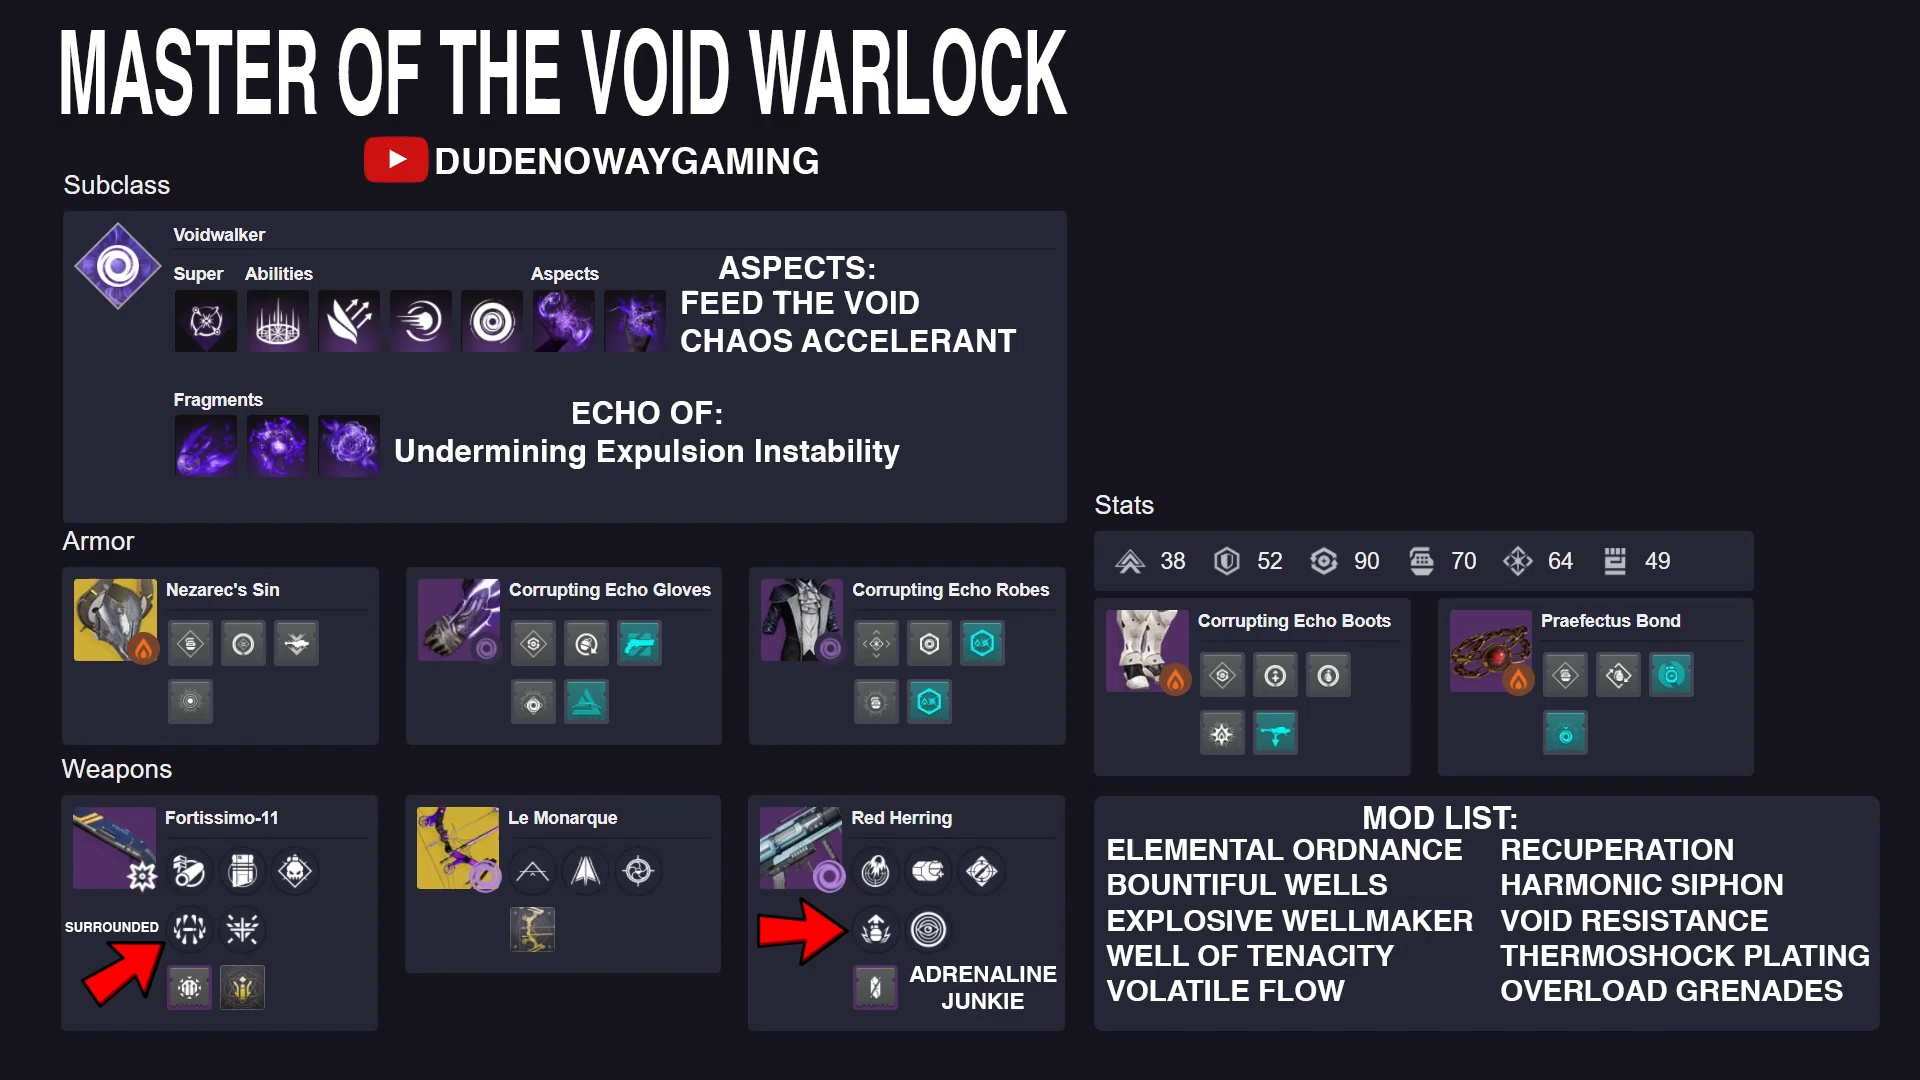 MASTER OF THE VOID WARLOCK
DUDENOWAYGAMING
Subclass
Voidwalker
Super Abilities Aspects
ASPECTS:
FEED THE VOID
CHAOS ACCELERANT
Fragments
ECHO OF:
Undermining Expulsion Instability
Armor
Nezarec's Sin
Corrupting Echo Gloves
Corrupting Echo Robes
Stats
38 52 90 70 64 49
Corrupting Echo Boots
Praefectus Bond
Weapons
Fortissimo-11
SURROUNDED
Le Monarque
Red Herring
ADRENALINE
JUNKIE
MOD LIST:
ELEMENTAL ORDNANCE
BOUNTIFUL WELLS
EXPLOSIVE WELLMAKER
WELL OF TENACITY
VOLATILE FLOW
RECUPERATION
HARMONIC SIPHON
VOID RESISTANCE
THERMOSHOCK PLATING
OVERLOAD GRENADES